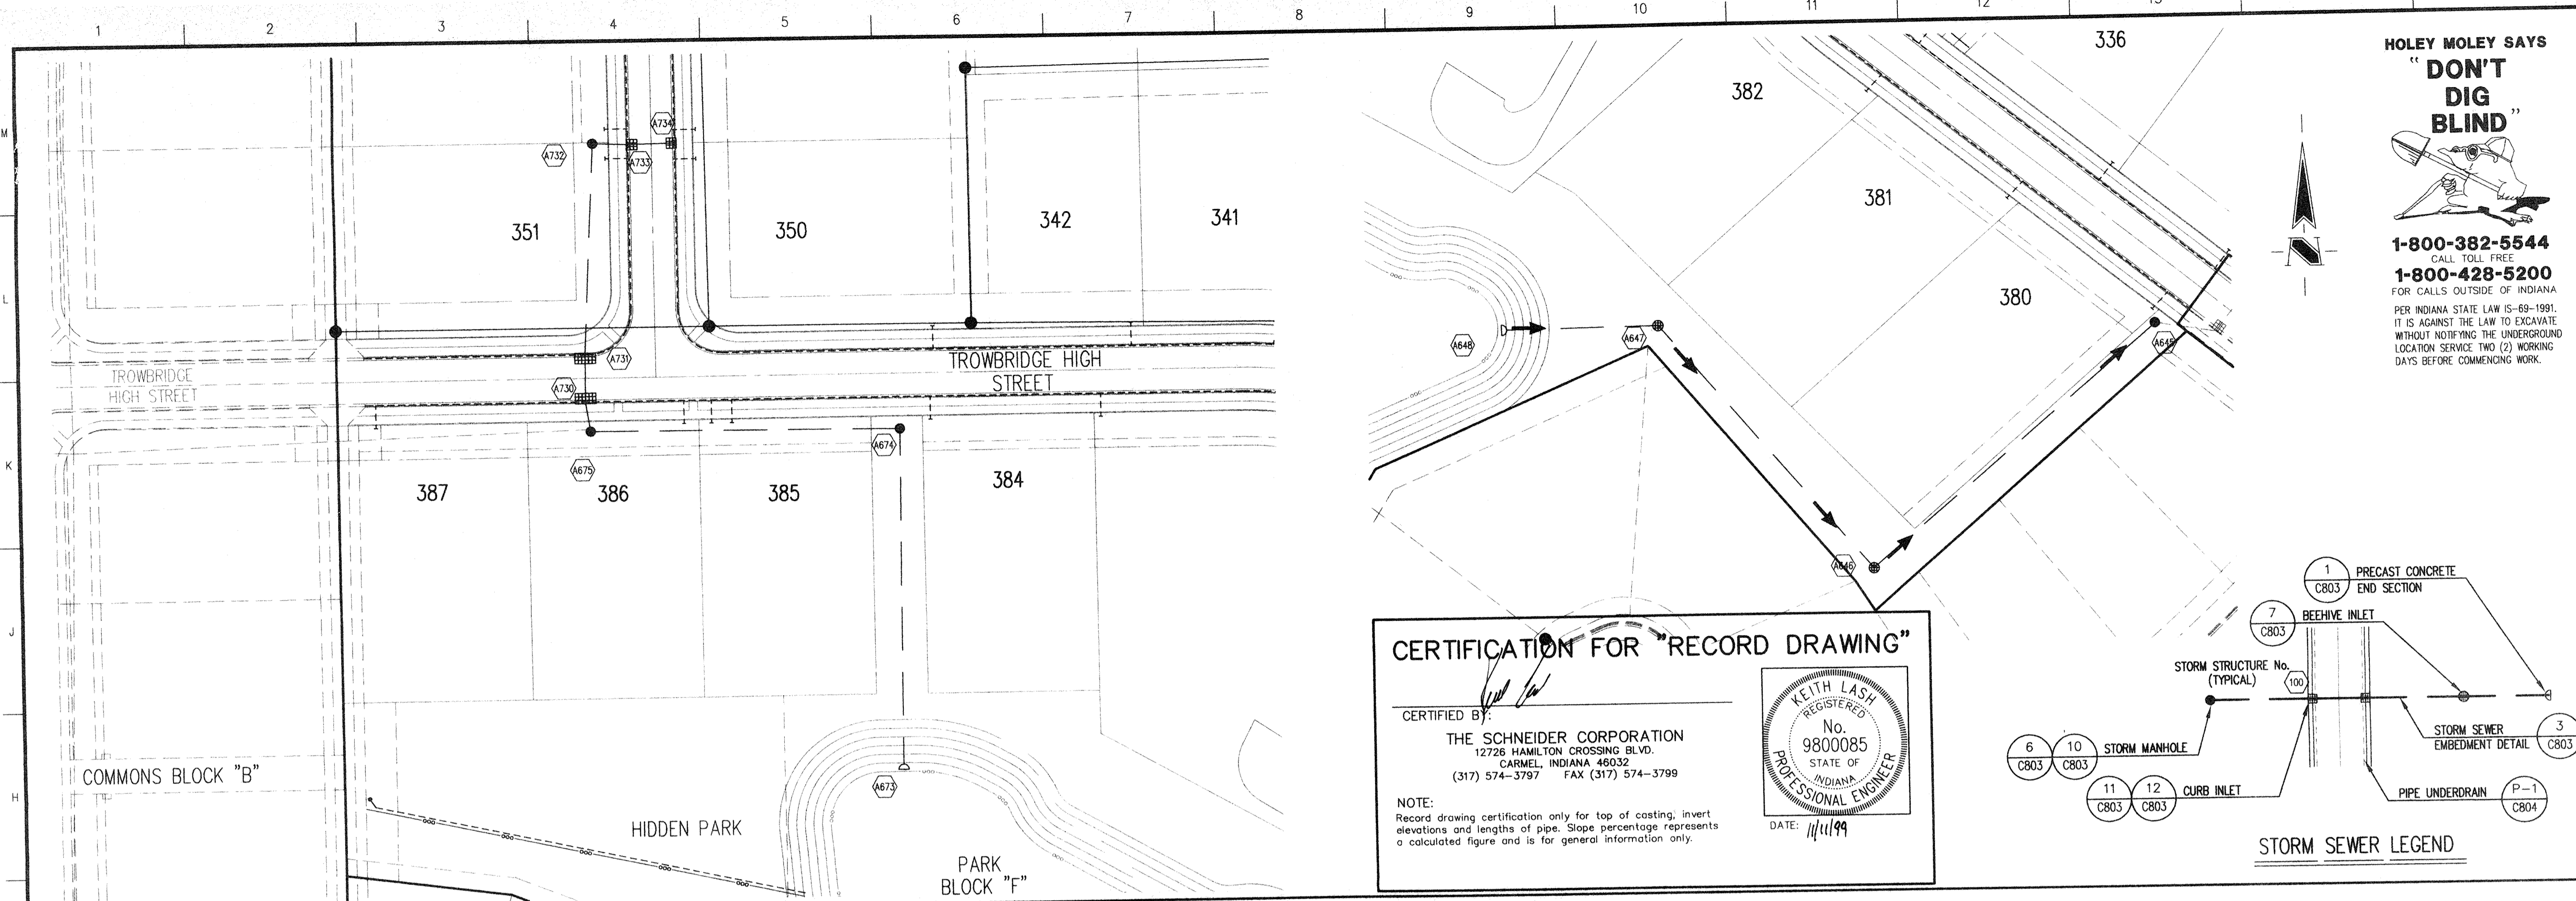 1 2 3 4 5 6 7 8 9 10 11 12
M
L
K
J
H
A732
A733
A734
351
350
342
341
A731
A730
TROWBRIDGE
HIGH STREET
TROWBRIDGE HIGH
STREET
A675
A674
387
386
385
384
A673
COMMONS BLOCK "B"
HIDDEN PARK
PARK
BLOCK "F"
336
382
381
380
A648
A647
A646
CERTIFICATION FOR "RECORD DRAWING"
CERTIFIED BY:
THE SCHNEIDER CORPORATION
12726 HAMILTON CROSSING BLVD.
CARMEL, INDIANA 46032
(317) 574-3797 FAX (317) 574-3799
NOTE:
Record drawing certification only for top of casting, invert
elevations and lengths of pipe. Slope percentage represents
a calculated figure and is for general information only.
KEITH LASH
REGISTERED
No.
9800085
STATE OF
INDIANA
PROFESSIONAL ENGINEER
DATE: 11/11/99
HOLEY MOLEY SAYS
"DON'T
DIG
BLIND"
N
1-800-382-5544
CALL TOLL FREE
1-800-428-5200
FOR CALLS OUTSIDE OF INDIANA
PER INDIANA STATE LAW IS-69-1991.
IT IS AGAINST THE LAW TO EXCAVATE
WITHOUT NOTIFYING THE UNDERGROUND
LOCATION SERVICE TWO (2) WORKING
DAYS BEFORE COMMENCING WORK.
1
C803
PRECAST CONCRETE
END SECTION
7
C803
BEEHIVE INLET
STORM STRUCTURE No.
(TYPICAL)
100
6
C803
10
C803
STORM MANHOLE
STORM SEWER
EMBEDMENT DETAIL
3
C803
11
C803
12
C803
CURB INLET
PIPE UNDERDRAIN
P-1
C804
STORM SEWER LEGEND